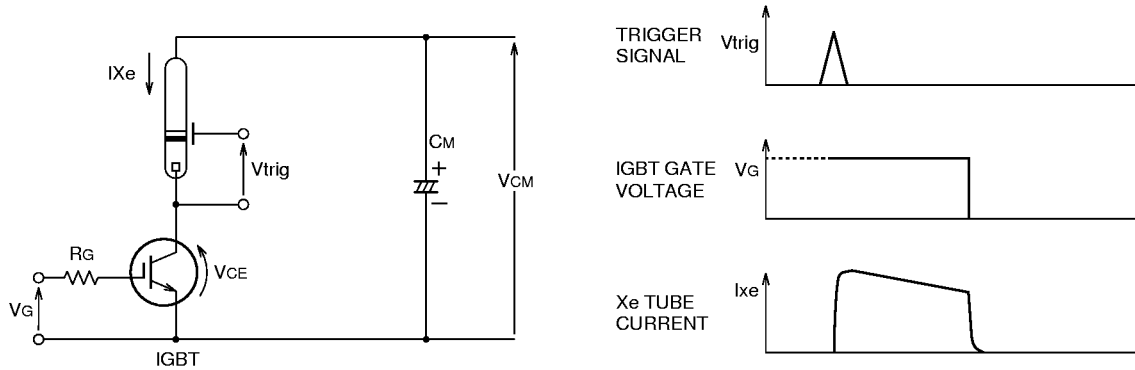 IXe
Vtrig
CM
+
−
VCM
RG
VCE
VG
IGBT
TRIGGER
SIGNAL
Vtrig
IGBT GATE
VOLTAGE
VG
Xe TUBE
CURRENT
Ixe